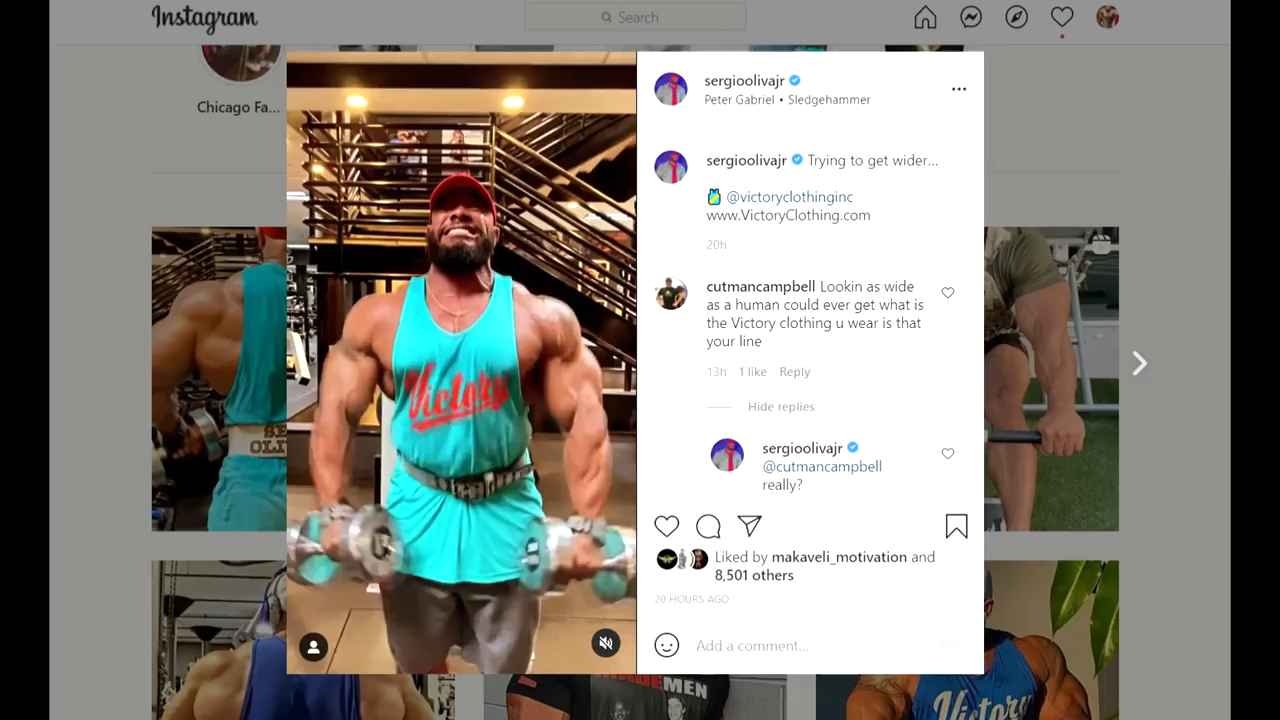 Instagram
Search
Chicago Fa...
sergioolivajr
Peter Gabriel • Sledgehammer
sergioolivajr Trying to get wider...
@victoryclothinginc
www.VictoryClothing.com
20h
cutmancampbell Lookin as wide
as a human could ever get what is
the Victory clothing u wear is that
your line
13h 1 like Reply
Hide replies
sergioolivajr
@cutmancampbell
really?
Liked by makaveli_motivation and
8,501 others
20 HOURS AGO
Add a comment...
Post
Victory
MEN
Victory